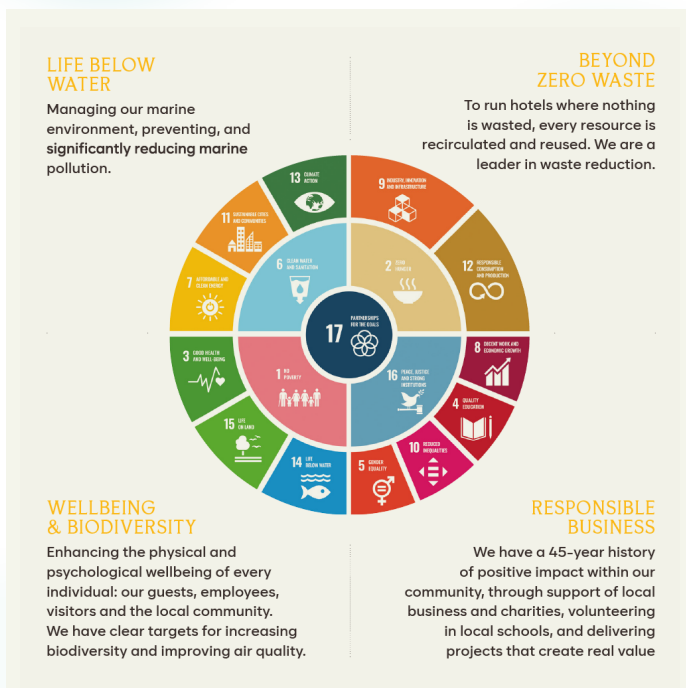 LIFE BELOW
WATER
Managing our marine
environment, preventing, and
significantly reducing marine
pollution.
BEYOND
ZERO WASTE
To run hotels where nothing
is wasted, every resource is
recirculated and reused. We are a
leader in waste reduction.
13 CLIMATE
ACTION
9 INDUSTRY, INNOVATION
AND INFRASTRUCTURE
11 SUSTAINABLE CITIES
AND COMMUNITIES
6 CLEAN WATER
AND SANITATION
2 ZERO
HUNGER
12 RESPONSIBLE
CONSUMPTION
AND PRODUCTION
7 AFFORDABLE AND
CLEAN ENERGY
17 PARTNERSHIPS
FOR THE GOALS
3 GOOD HEALTH
AND WELL-BEING
1 NO
POVERTY
16 PEACE, JUSTICE
AND STRONG
INSTITUTIONS
8 DECENT WORK AND
ECONOMIC GROWTH
4 QUALITY
EDUCATION
15 LIFE
ON LAND
14 LIFE
BELOW WATER
5 GENDER
EQUALITY
10 REDUCED
INEQUALITIES
WELLBEING
& BIODIVERSITY
Enhancing the physical and
psychological wellbeing of every
individual: our guests, employees,
visitors and the local community.
We have clear targets for increasing
biodiversity and improving air quality.
RESPONSIBLE
BUSINESS
We have a 45-year history
of positive impact within our
community, through support of local
business and charities, volunteering
in local schools, and delivering
projects that create real value